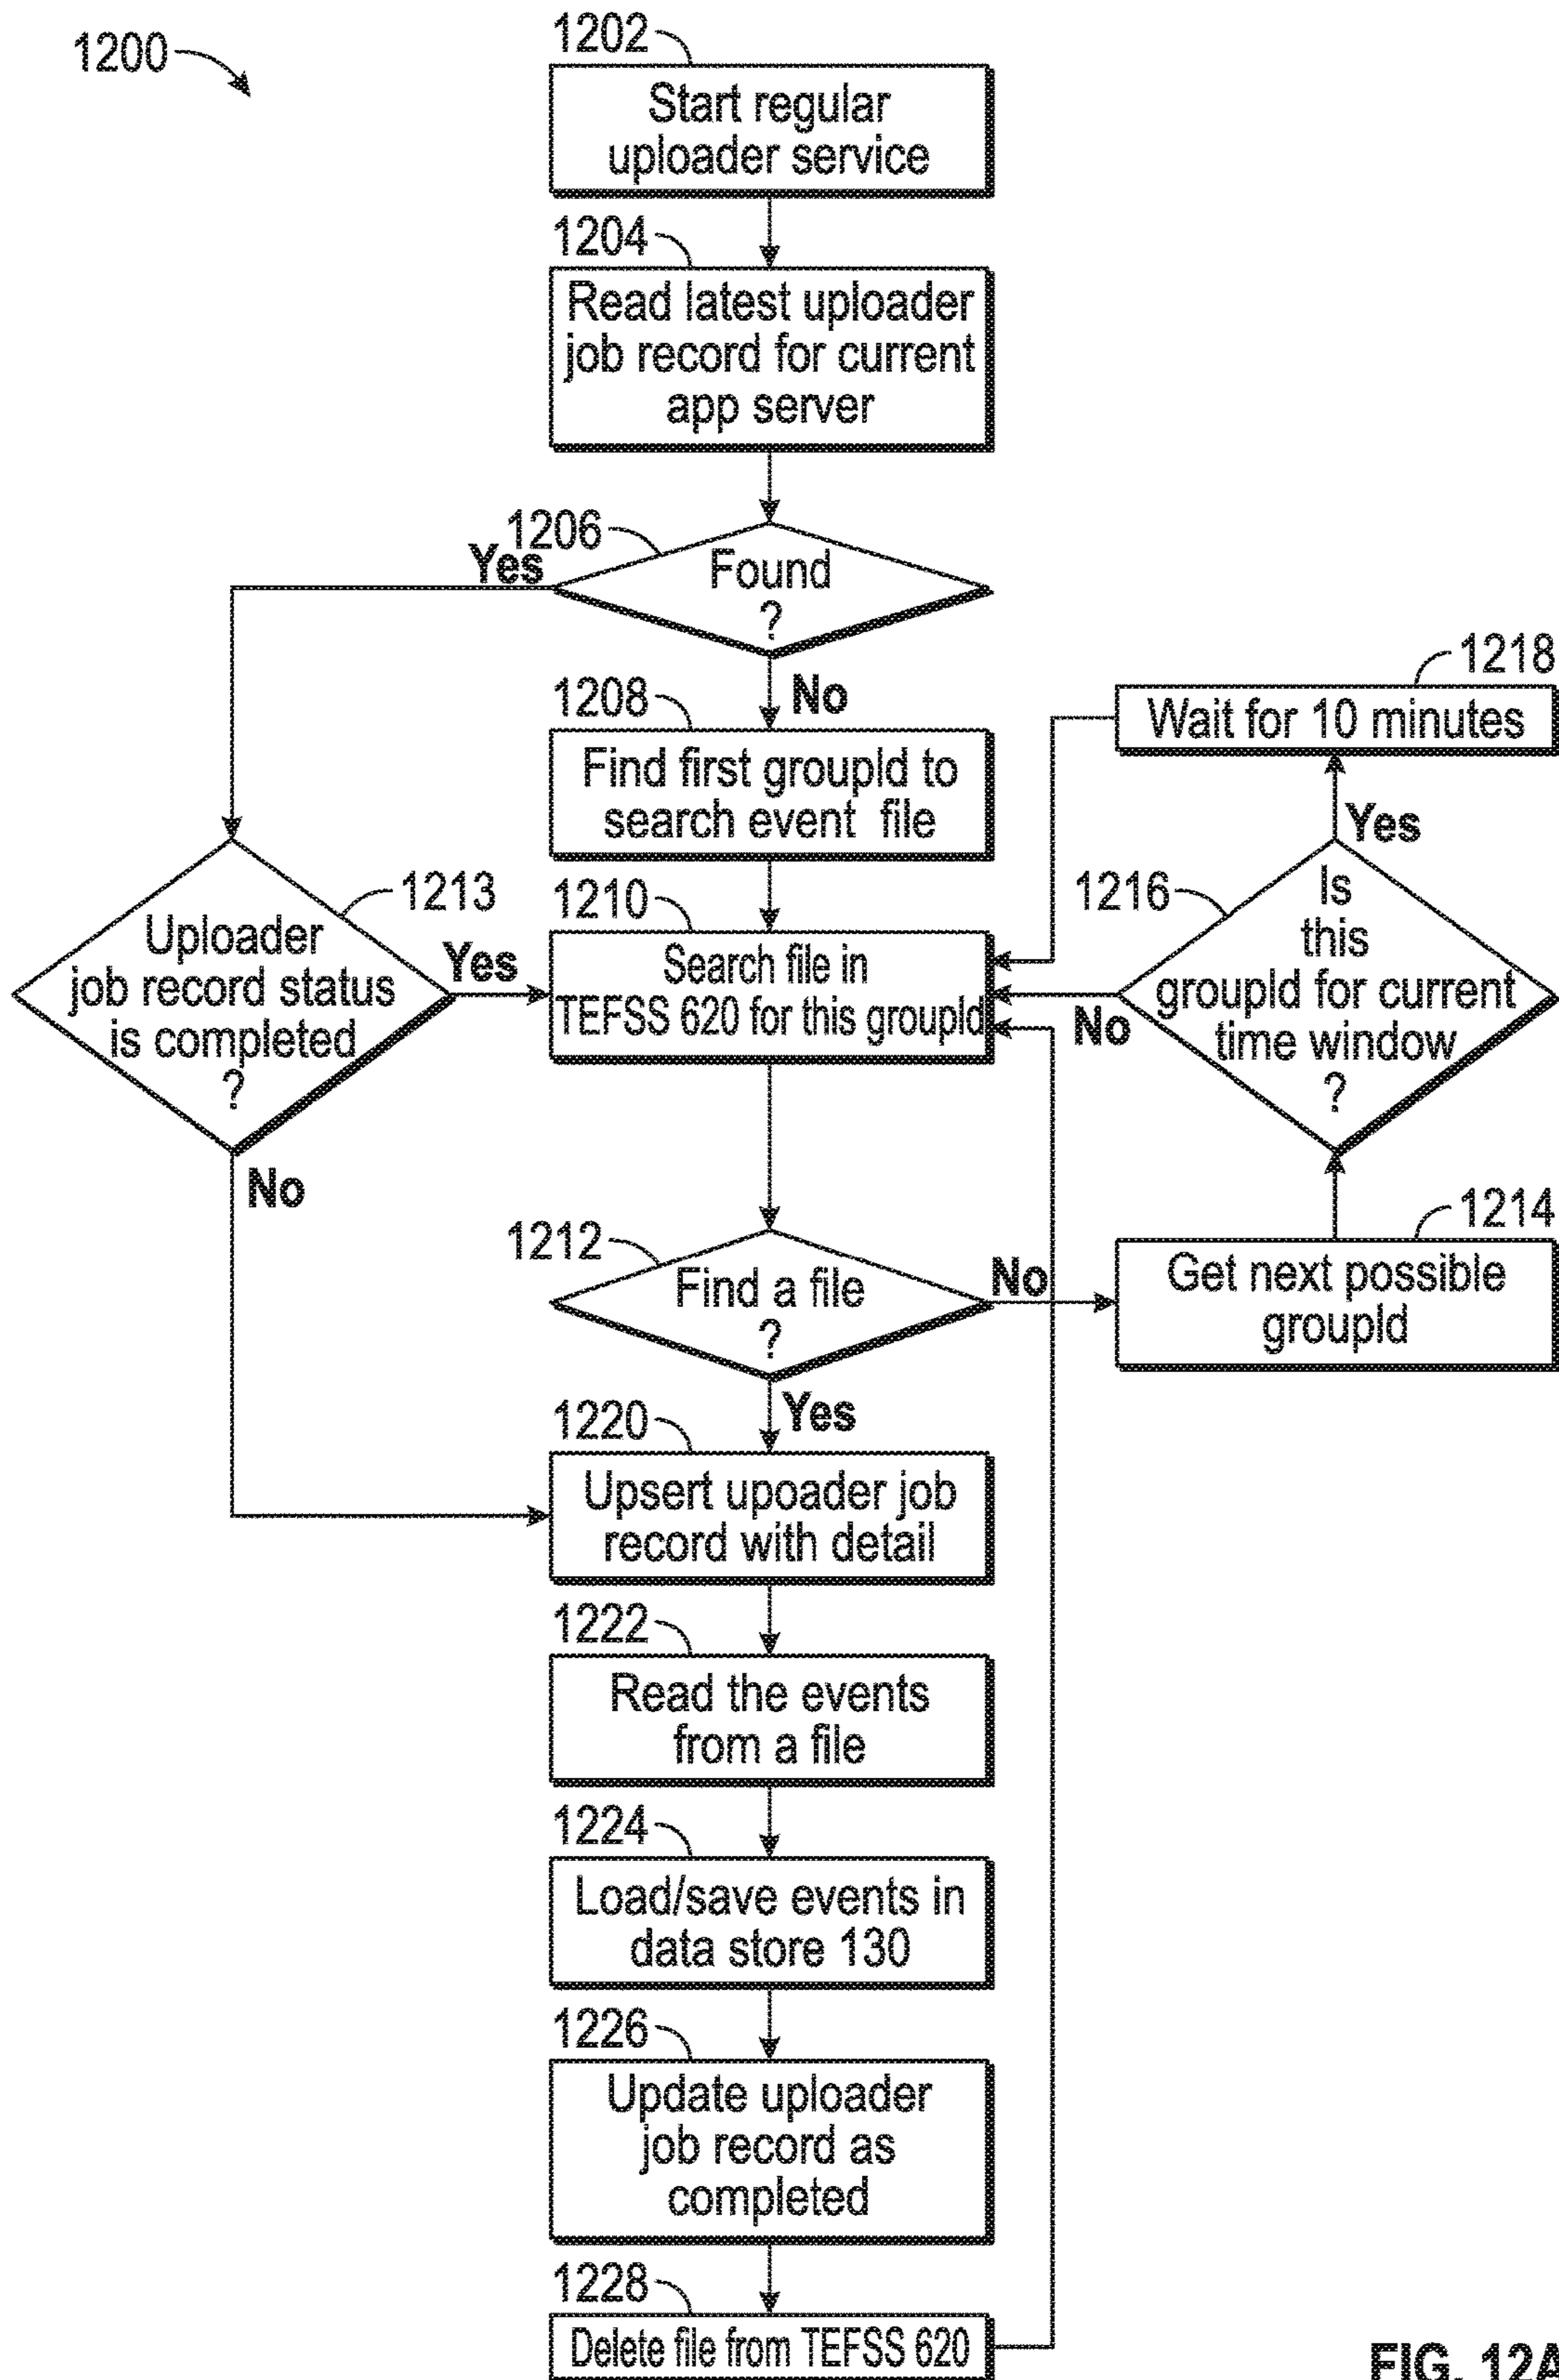 1200
1202
Start regular
uploader service
1204
Read latest uploader
job record for current
app server
1206
Yes
Found
?
No
1208
Find first groupId to
search event file
1218
Wait for 10 minutes
Yes
1213
Uploader
job record status
is completed
?
Yes
No
1210
Search file in
TEFSS 620 for this groupId
1216
Is
this
groupId for current
time window
?
No
1212
Find a file
?
No
1214
Get next possible
groupId
Yes
1220
Upsert upoader job
record with detail
1222
Read the events
from a file
1224
Load/save events in
data store 130
1226
Update uploader
job record as
completed
1228
Delete file from TEFSS 620
FIG. 12A